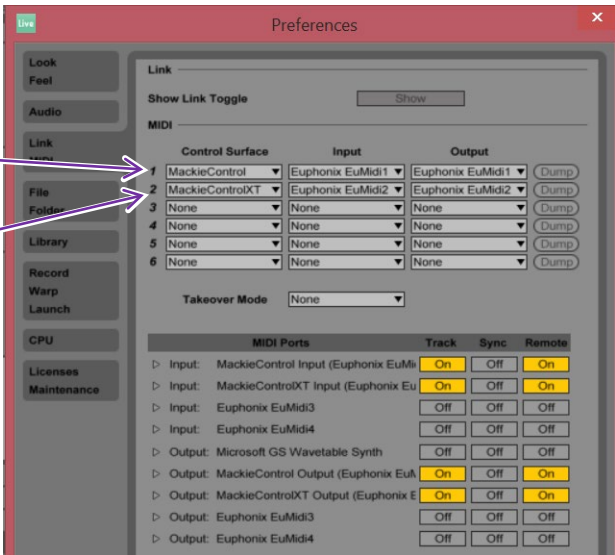 Live
Preferences
Look
Feel
Audio
Link
MIDI
File
Folder
Library
Record
Warp
Launch
CPU
Licenses
Maintenance
Link
Show Link Toggle Show
MIDI
Control Surface Input Output
1 MackieControl Euphonix EuMidi1 Euphonix EuMidi1 Dump
2 MackieControlXT Euphonix EuMidi2 Euphonix EuMidi2 Dump
3 None None None Dump
4 None None None Dump
5 None None None Dump
6 None None None Dump
Takeover Mode None
MIDI Ports Track Sync Remote
Input: MackieControl Input (Euphonix EuMi On Off On
Input: MackieControlXT Input (Euphonix Eu On Off On
Input: Euphonix EuMidi3 Off Off Off
Input: Euphonix EuMidi4 Off Off Off
Output: Microsoft GS Wavetable Synth Off Off Off
Output: MackieControl Output (Euphonix Eu On Off On
Output: MackieControlXT Output (Euphonix E On Off On
Output: Euphonix EuMidi3 Off Off Off
Output: Euphonix EuMidi4 Off Off Off